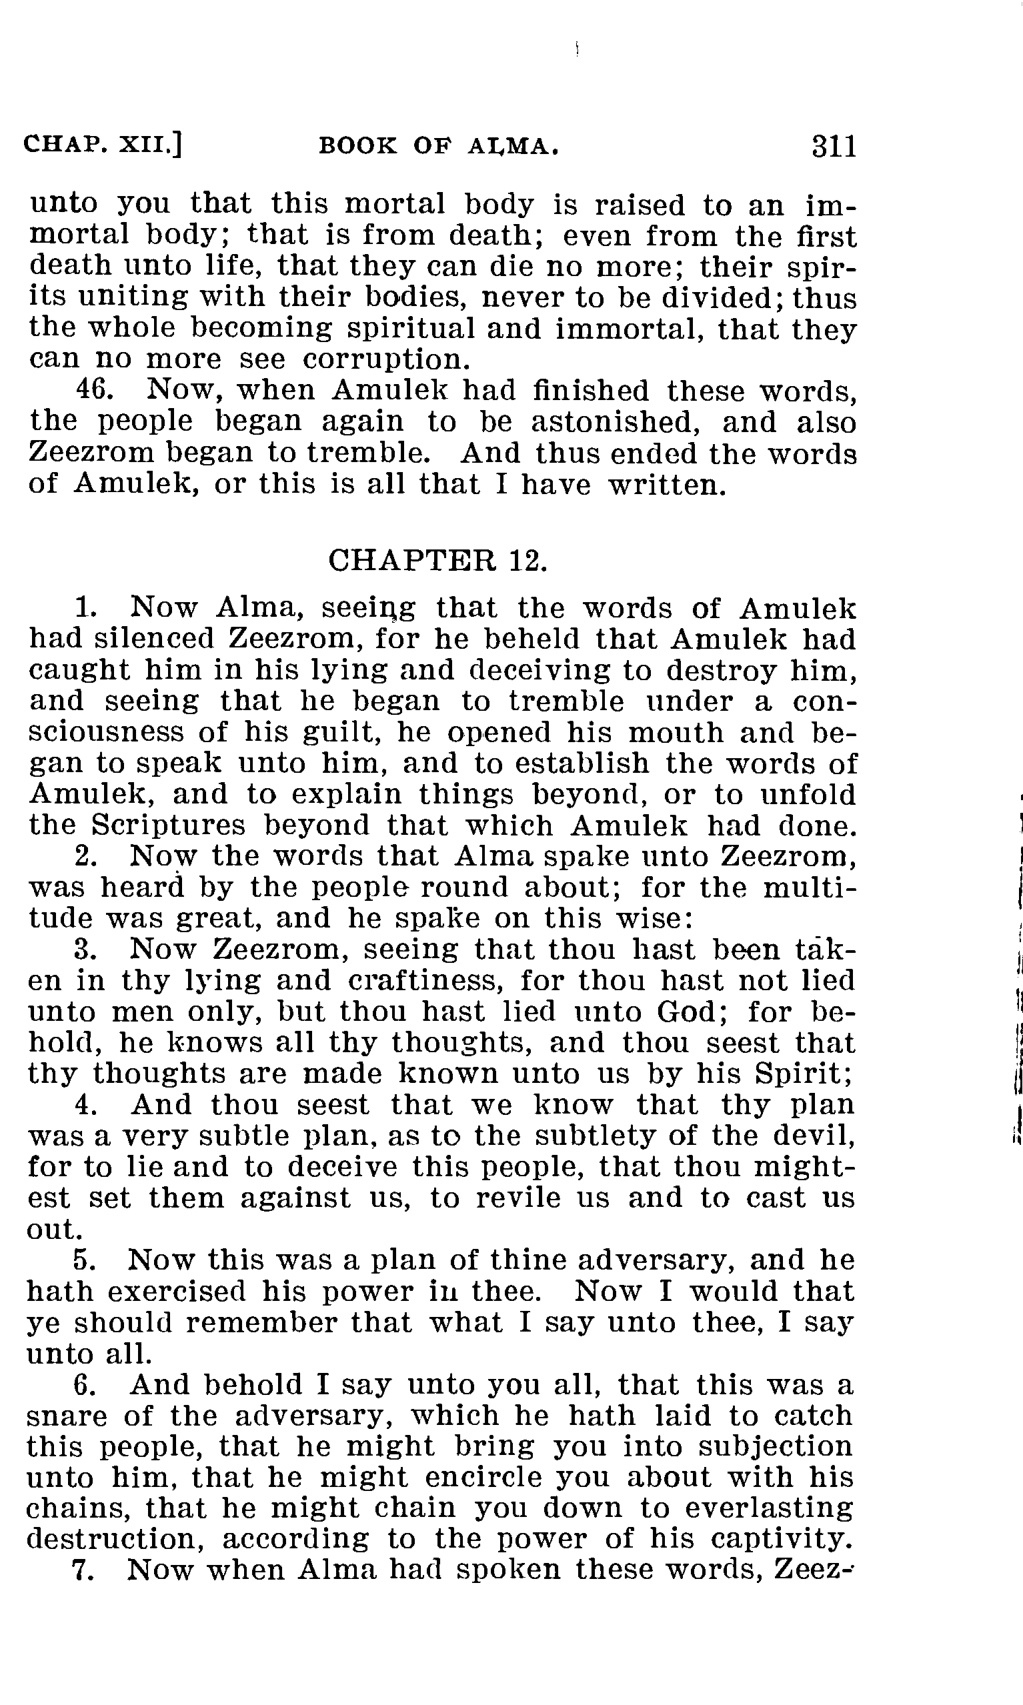 CHAP. XII.] BOOK OF ALMA. 311
unto you that this mortal body is raised to an im-
mortal body; that is from death; even from the first
death unto life, that they can die no more; their spir-
its uniting with their bodies, never to be divided; thus
the whole becoming spiritual and immortal, that they
can no more see corruption.
46. Now, when Amulek had finished these words,
the people began again to be astonished, and also
Zeezrom began to tremble. And thus ended the words
of Amulek, or this is all that I have written.
CHAPTER 12.
1. Now Alma, seeing that the words of Amulek
had silenced Zeezrom, for he beheld that Amulek had
caught him in his lying and deceiving to destroy him,
and seeing that he began to tremble under a con-
sciousness of his guilt, he opened his mouth and be-
gan to speak unto him, and to establish the words of
Amulek, and to explain things beyond, or to unfold
the Scriptures beyond that which Amulek had done.
2. Now the words that Alma spake unto Zeezrom,
was heard by the people round about; for the multi-
tude was great, and he spake on this wise:
3. Now Zeezrom, seeing that thou hast been tak-
en in thy lying and craftiness, for thou hast not lied
unto men only, but thou hast lied unto God; for be-
hold, he knows all thy thoughts, and thou seest that
thy thoughts are made known unto us by his Spirit;
4. And thou seest that we know that thy plan
was a very subtle plan, as to the subtlety of the devil,
for to lie and to deceive this people, that thou might-
est set them against us, to revile us and to cast us
out.
5. Now this was a plan of thine adversary, and he
hath exercised his power in thee. Now I would that
ye should remember that what I say unto thee, I say
unto all.
6. And behold I say unto you all, that this was a
snare of the adversary, which he hath laid to catch
this people, that he might bring you into subjection
unto him, that he might encircle you about with his
chains, that he might chain you down to everlasting
destruction, according to the power of his captivity.
7. Now when Alma had spoken these words, Zeez-